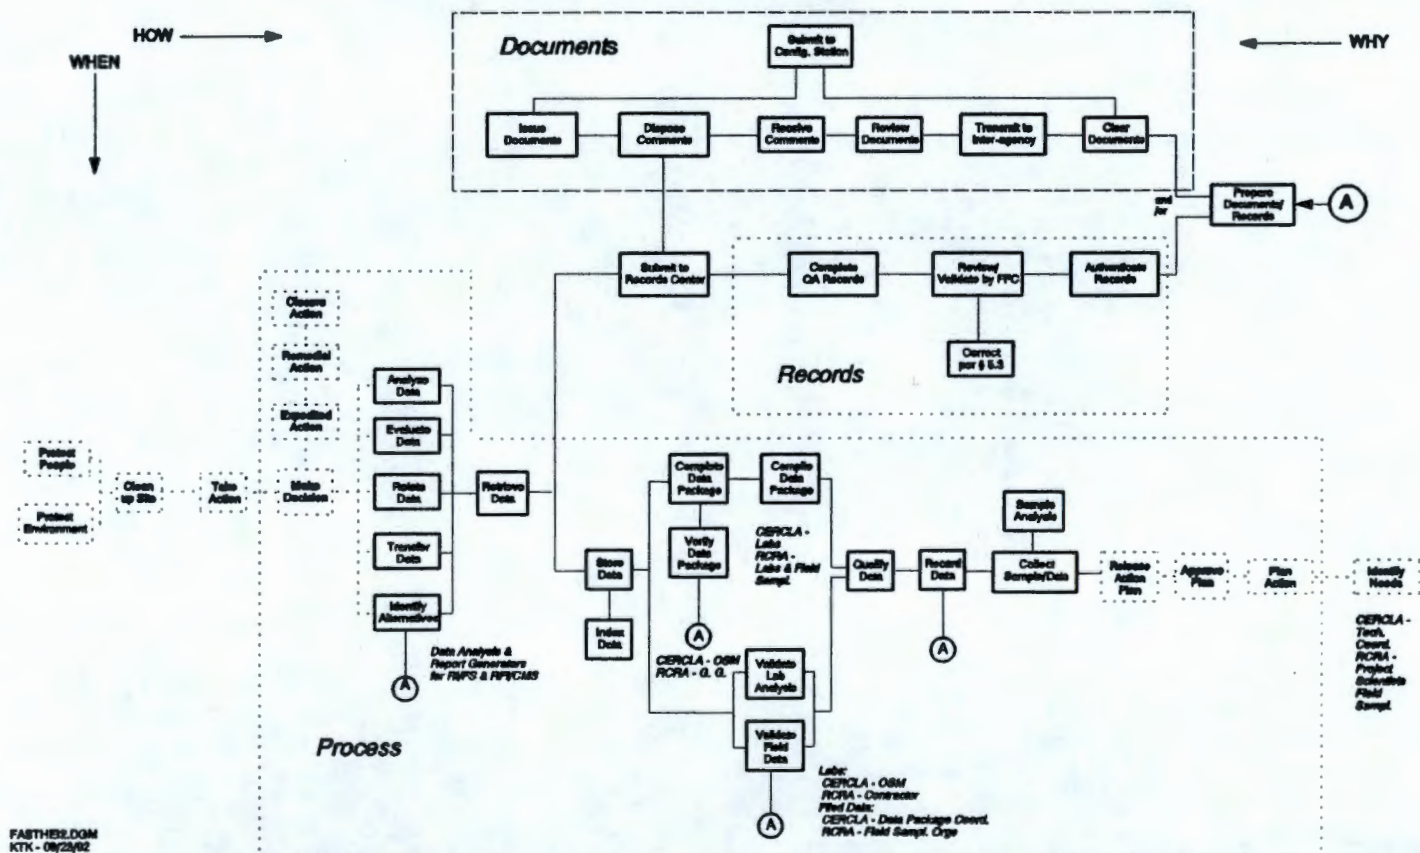 HOW
WHEN
WHY
Documents
Submit to
Config. Station
Issue
Documents
Dispose
Comments
Receive
Comments
Review
Documents
Transmit to
Inter-agency
Clear
Documents
and
/or
Prepare
Documents/
Records
A
Submit to
Records Center
Complete
QA Records
Review/
Validate by FPC
Authenticate
Records
Correct
per § 5.3
Records
Closure
Action
Remedial
Action
Expedited
Action
Make
Decision
Protect
People
Protect
Environment
Clean
up Site
Take
Action
Analyze
Data
Evaluate
Data
Relate
Data
Transfer
Data
Identify
Alternatives
A
Data Analysis &
Report Generators
for RI/FS & RFI/CMS
Retrieve
Data
Store
Data
Index
Data
Complete
Data
Package
Compile
Data
Package
Verify
Data
Package
A
CERCLA - OSM
RCRA - G. G.
CERCLA -
Labs
RCRA -
Labs & Field
Sampl.
Validate
Lab
Analysis
Validate
Field
Data
A
Labs:
CERCLA - OSM
RCRA - Contractor
Filed Data:
CERCLA - Data Package Coord.
RCRA - Field Sampl. Orgs
Qualify
Data
Record
Data
A
Sample
Analysis
Collect
Sample/Data
Release
Action
Plan
Approve
Plan
Plan
Action
Identify
Needs
CERCLA -
Tech.
Coord.
RCRA -
Project
Scientists
Field
Sampl.
Process
KTK - 09/23/92